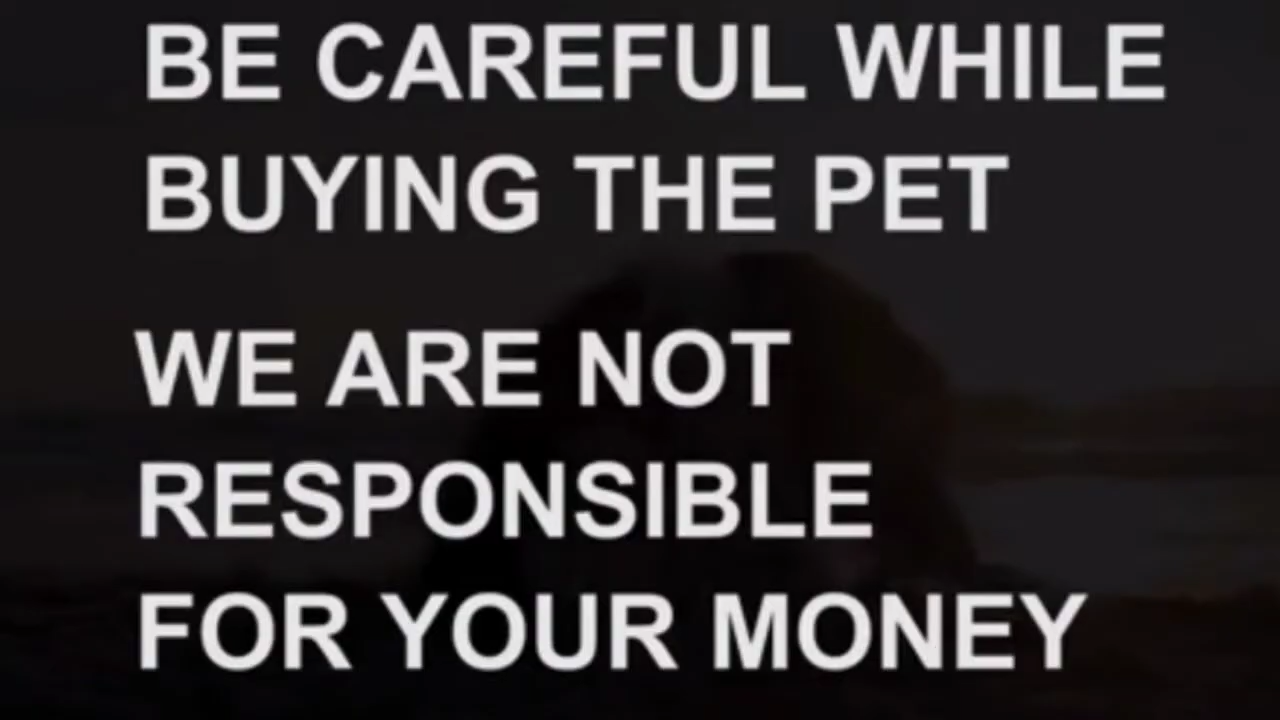 BE CAREFUL WHILE
BUYING THE PET
WE ARE NOT
RESPONSIBLE
FOR YOUR MONEY